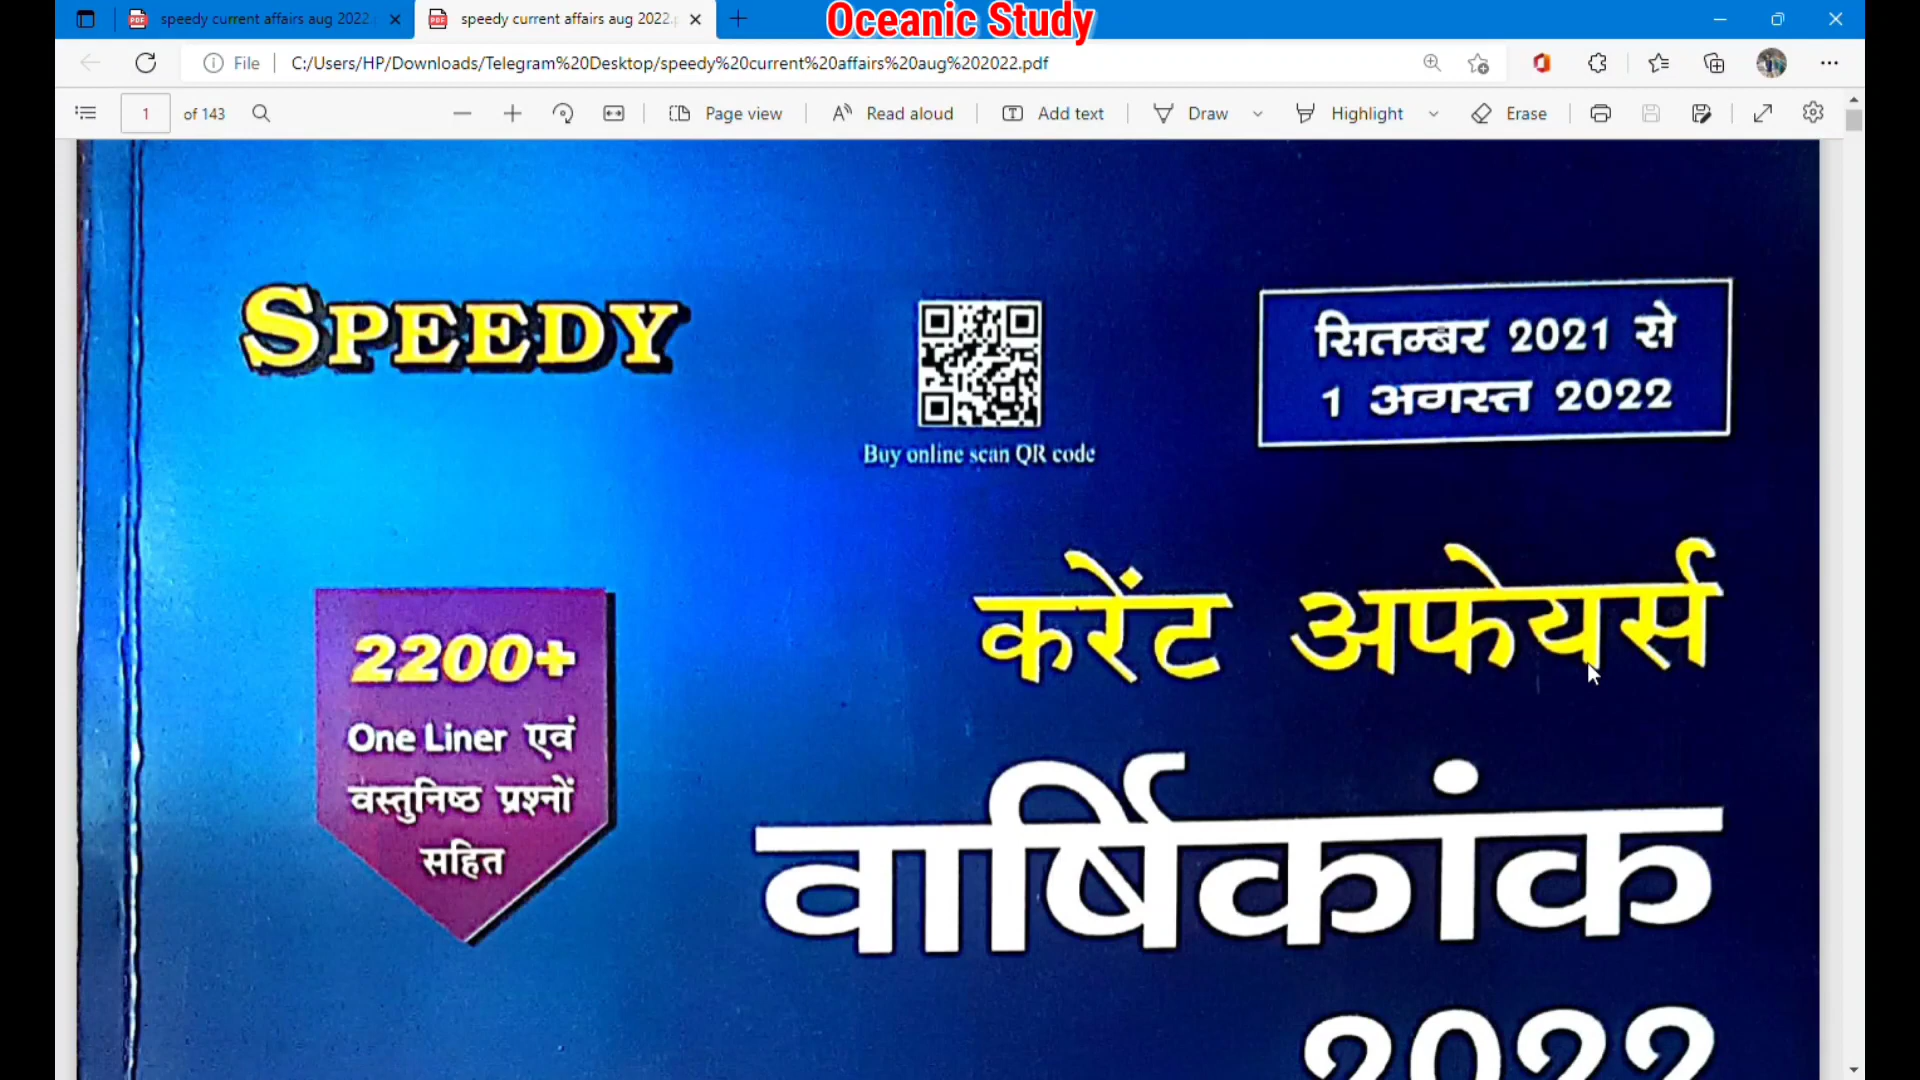 speedy current affairs aug 2022.
speedy current affairs aug 2022.
Oceanic Study
File
C:/Users/HP/Downloads/Telegram%20Desktop/speedy%20current%20affairs%20aug%202022.pdf
1 of 143
Page view
Read aloud
Add text
Draw
Highlight
Erase
SPEEDY
Buy online scan QR code
सितम्बर 2021 से
1 अगस्त 2022
करेंट अफेयर्स
2200+
One Liner एवं
वस्तुनिष्ठ प्रश्नों
सहित
वार्षिकांक
2022